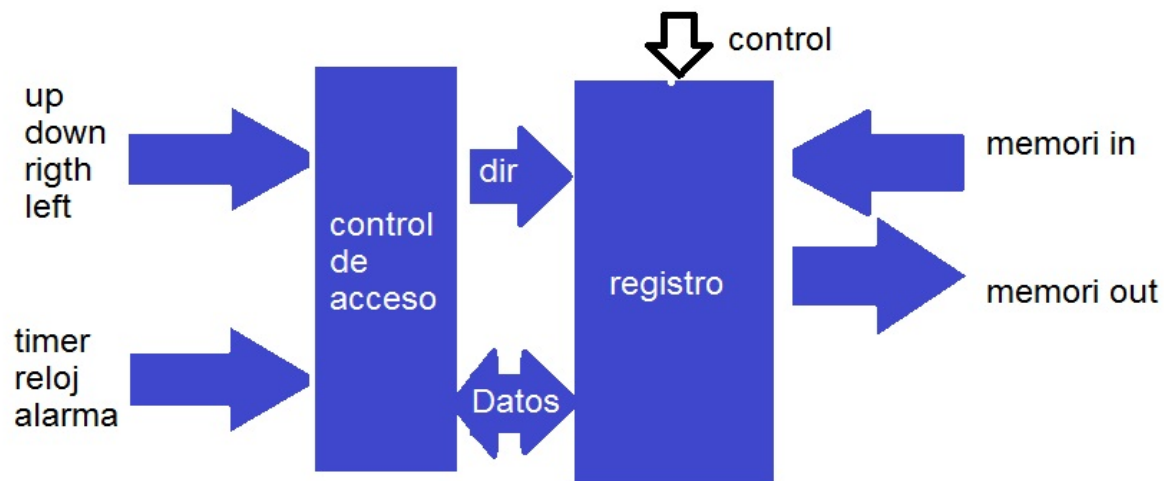 control
up
down
rigth
left
dir
memori in
control
de
acceso
registro
memori out
timer
reloj
alarma
Datos